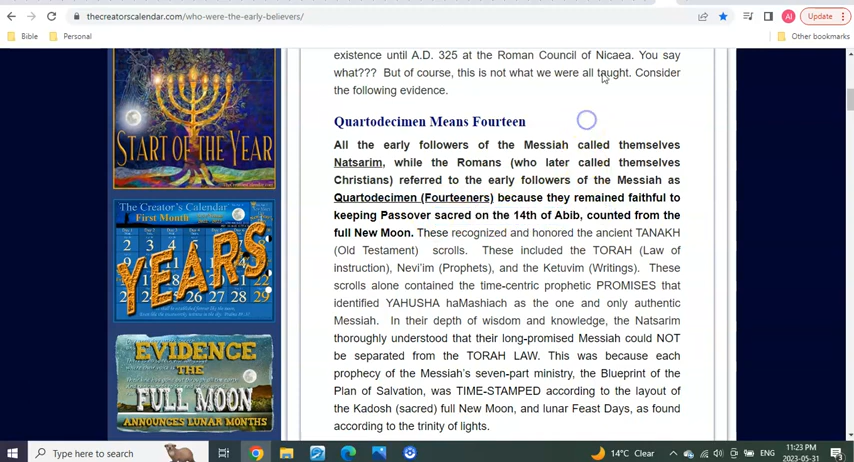 thecreatorscalendar.com/who-were-the-early-believers/
AI
Update
Bible
Personal
Other bookmarks
START OF THE
YEAR
The Creator's Calendar
First Month
YEARS
EVIDENCE
THE
FULL MOON
ANNOUNCES LUNAR MONTHS
existence until A.D. 325 at the Roman Council of Nicaea. You say
what??? But of course, this is not what we were all taught. Consider
the following evidence.
Quartodecimen Means Fourteen
All the early followers of the Messiah called themselves
Natsarim, while the Romans (who later called themselves
Christians) referred to the early followers of the Messiah as
Quartodecimen (Fourteeners) because they remained faithful to
keeping Passover sacred on the 14th of Abib, counted from the
full New Moon. These recognized and honored the ancient TANAKH
(Old Testament) scrolls. These included the TORAH (Law of
instruction), Nevi'im (Prophets), and the Ketuvim (Writings). These
scrolls alone contained the time-centric prophetic PROMISES that
identified YAHUSHA haMashiach as the one and only authentic
Messiah. In their depth of wisdom and knowledge, the Natsarim
thoroughly understood that their long-promised Messiah could NOT
be separated from the TORAH LAW. This was because each
prophecy of the Messiah's seven-part ministry, the Blueprint of the
Plan of Salvation, was TIME-STAMPED according to the layout of
the Kadosh (sacred) full New Moon, and lunar Feast Days, as found
according to the trinity of lights.
Type here to search
14°C Clear
ENG
11:23 PM
2023-05-31